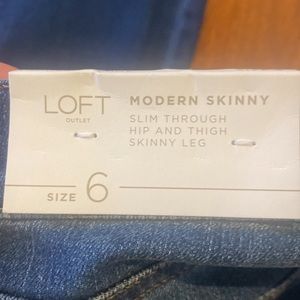 LOFT
OUTLET
MODERN SKINNY
SLIM THROUGH
HIP AND THIGH
SKINNY LEG
SIZE 6